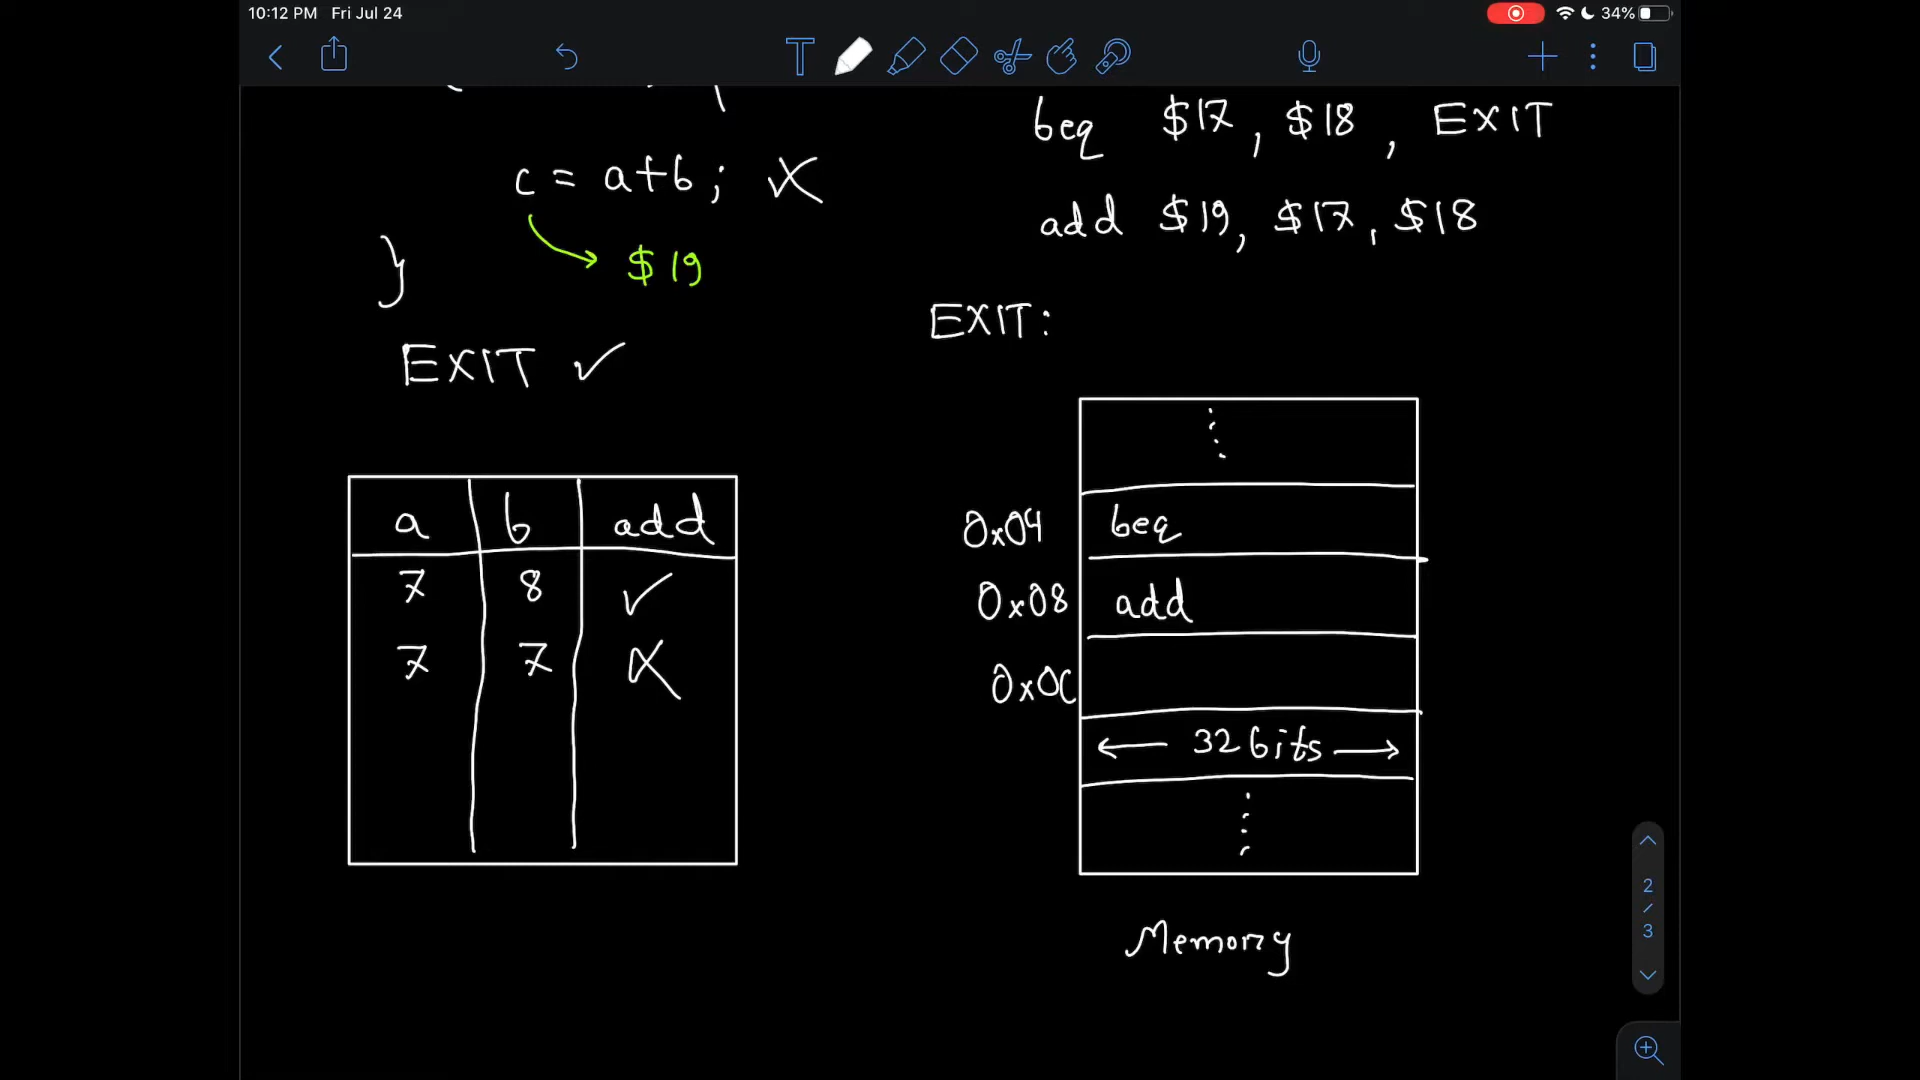 10:12 PM Fri Jul 24
34%
c = a+b;
$19
}
EXIT ✓
beq $17, $18, EXIT
add $19, $17, $18
EXIT:
a b add
7 8 ✓
7 7 X
0x04 beq
0x08 add
0x0C
← 32 bits →
Memory
2
/
3